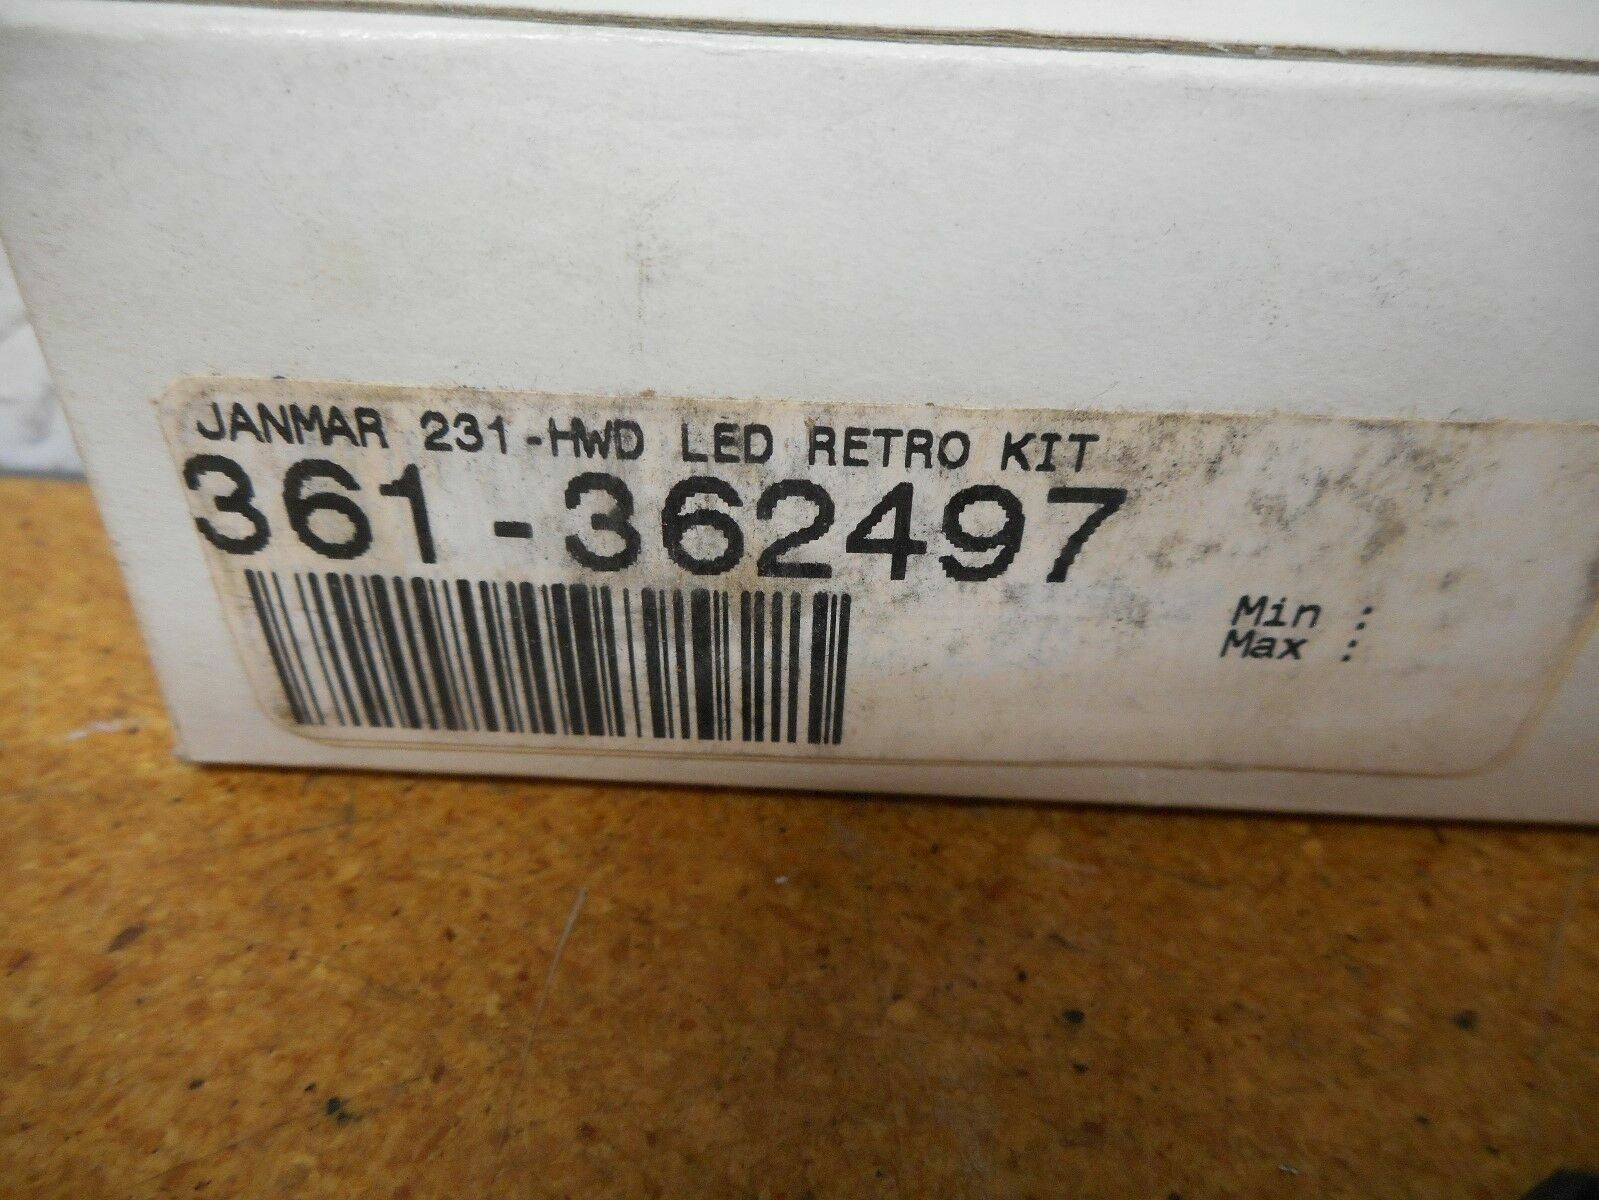 JANMAR 231-HWD LED RETRO KIT
361-362497
Min :
Max :